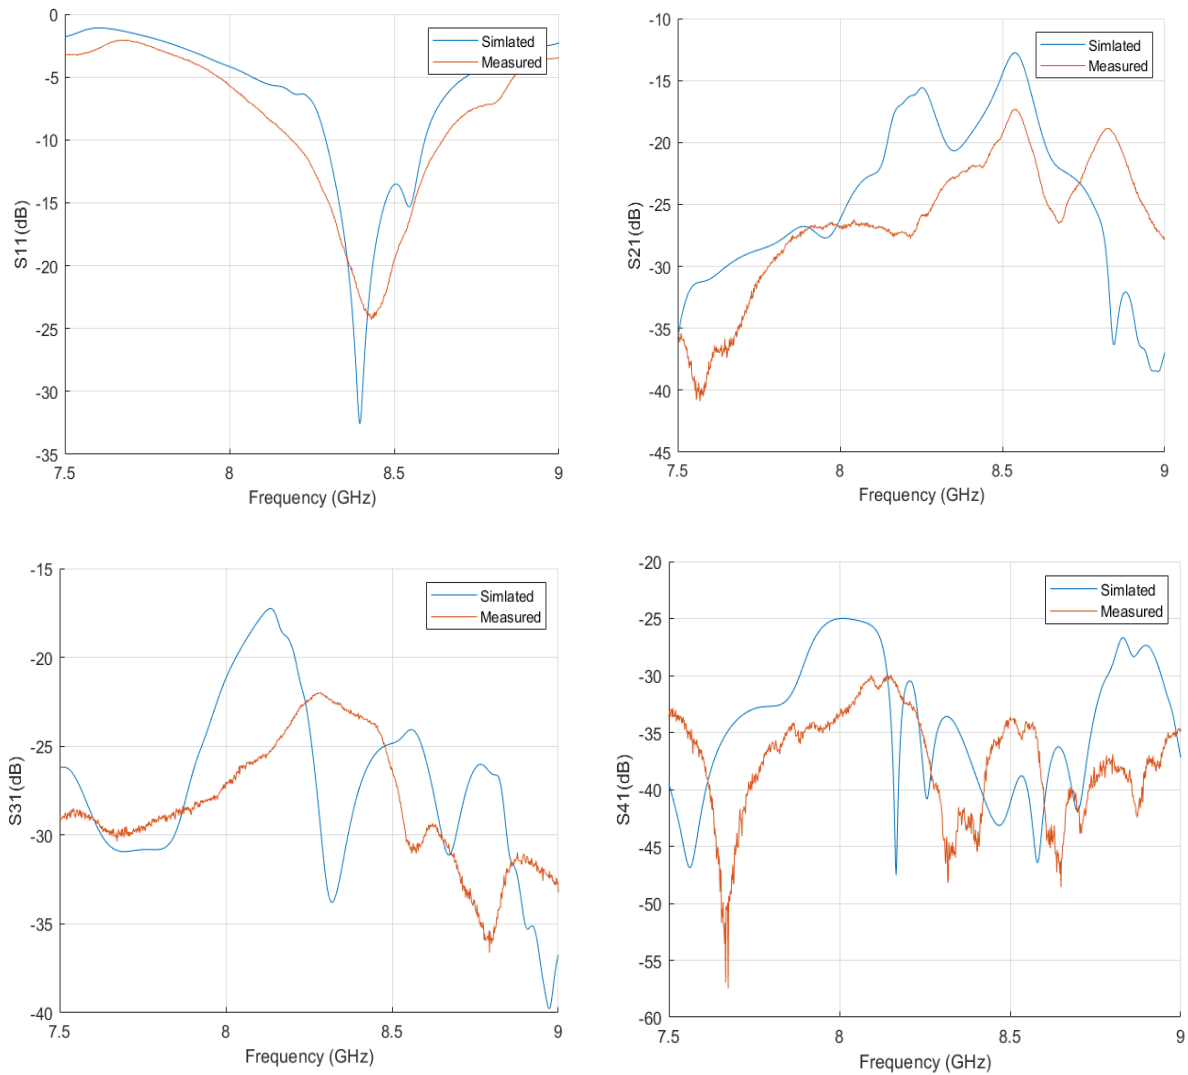 0
-5
-10
-15
-20
-25
-30
-35
S11(dB)
7.5 8 8.5 9
Frequency (GHz)
Simlated
Measured
-10
-15
-20
-25
-30
-35
-40
-45
S21(dB)
7.5 8 8.5 9
Frequency (GHz)
Simlated
Measured
-15
-20
-25
-30
-35
-40
S31(dB)
7.5 8 8.5 9
Frequency (GHz)
Simlated
Measured
-20
-25
-30
-35
-40
-45
-50
-55
-60
S41(dB)
7.5 8 8.5 9
Frequency (GHz)
Simlated
Measured